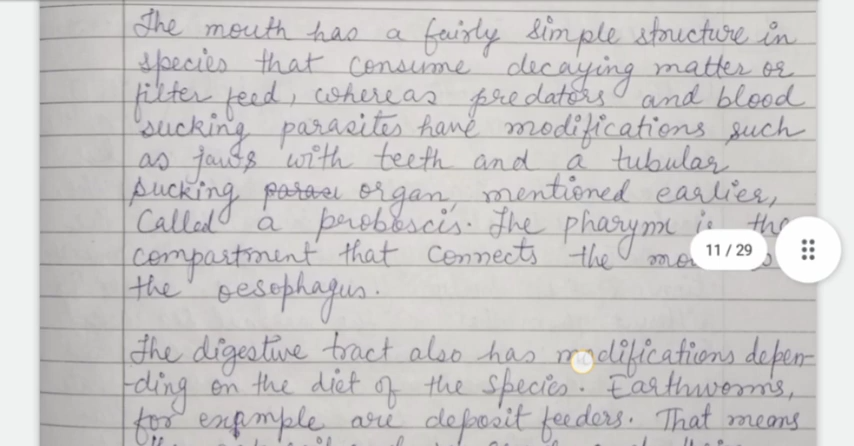 The mouth has a fairly simple structure in
species that consume decaying matter or
filter feed, whereas predators and blood
sucking parasites have modifications such
as jaws with teeth and a tubular
sucking organ, mentioned earlier,
Called a proboscis. The pharynx is the
compartment that connects the
11 / 29
the oesophagus.
The digestive tract also has modifications depen-
-ding on the diet of the species. Earthworms,
for example are deposit feeders. That means